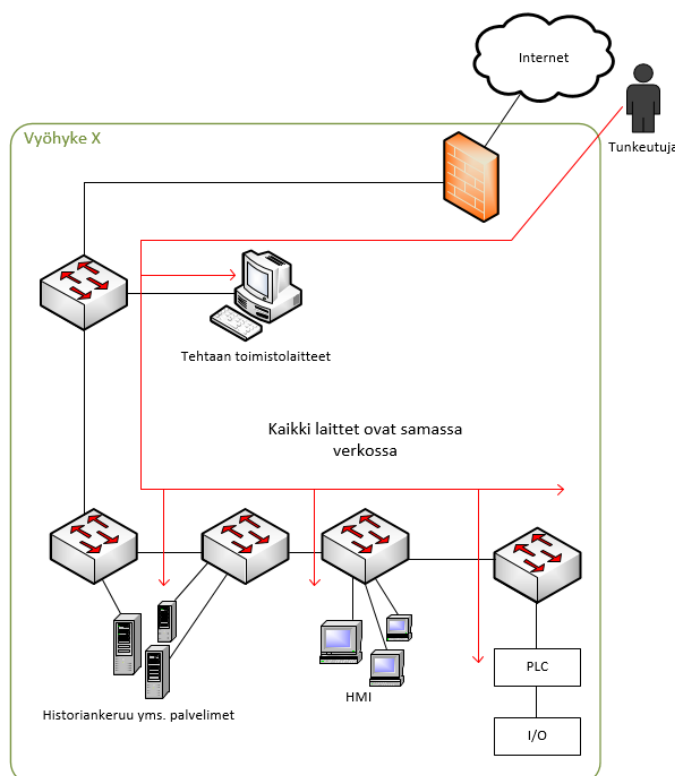 Internet
Tunkeutuja
Vyöhyke X
Tehtaan toimistolaitteet
Kaikki laittet ovat samassa
verkossa
PLC
HMI
Historiankeruu yms. palvelimet
I/O